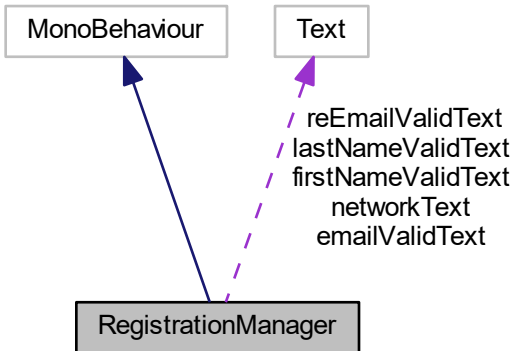 MonoBehaviour
Text
reEmailValidText
lastNameValidText
firstNameValidText
networkText
emailValidText
RegistrationManager